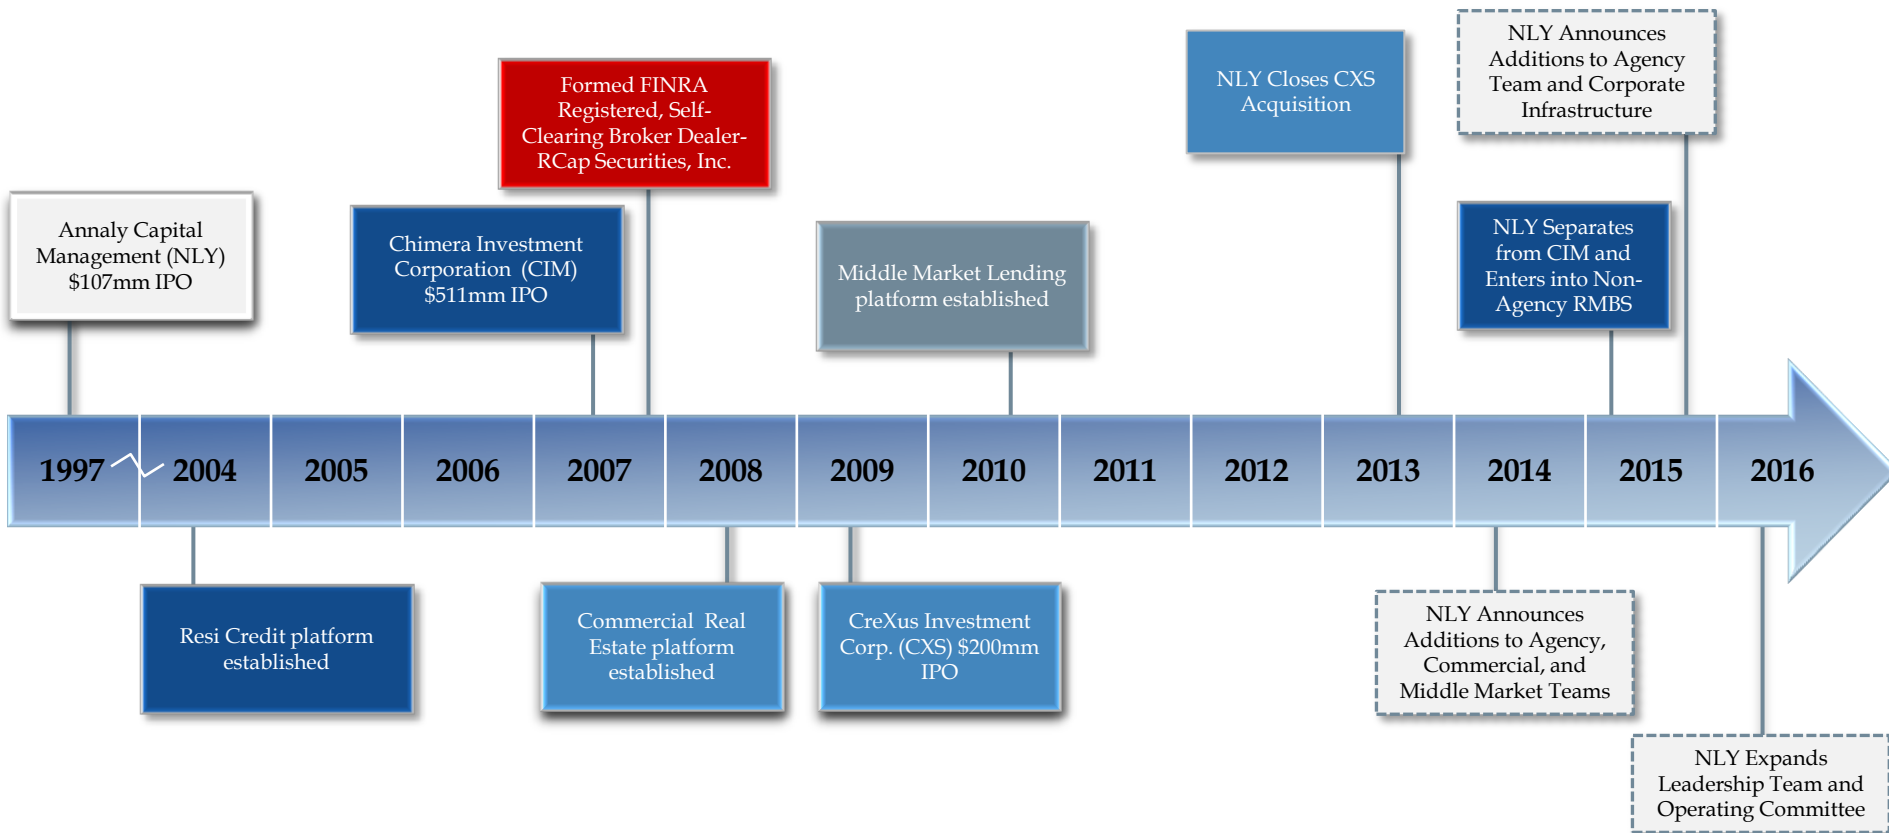 Annaly Capital
Management (NLY)
$107mm IPO
Chimera Investment
Corporation (CIM)
$511mm IPO
Formed FINRA
Registered, Self-
Clearing Broker Dealer-
RCap Securities, Inc.
Middle Market Lending
platform established
NLY Closes CXS
Acquisition
NLY Announces
Additions to Agency
Team and Corporate
Infrastructure
NLY Separates
from CIM and
Enters into Non-
Agency RMBS
1997 2004 2005 2006 2007 2008 2009 2010 2011 2012 2013 2014 2015 2016
Resi Credit platform
established
Commercial Real
Estate platform
established
CreXus Investment
Corp. (CXS) $200mm
IPO
NLY Announces
Additions to Agency,
Commercial, and
Middle Market Teams
NLY Expands
Leadership Team and
Operating Committee